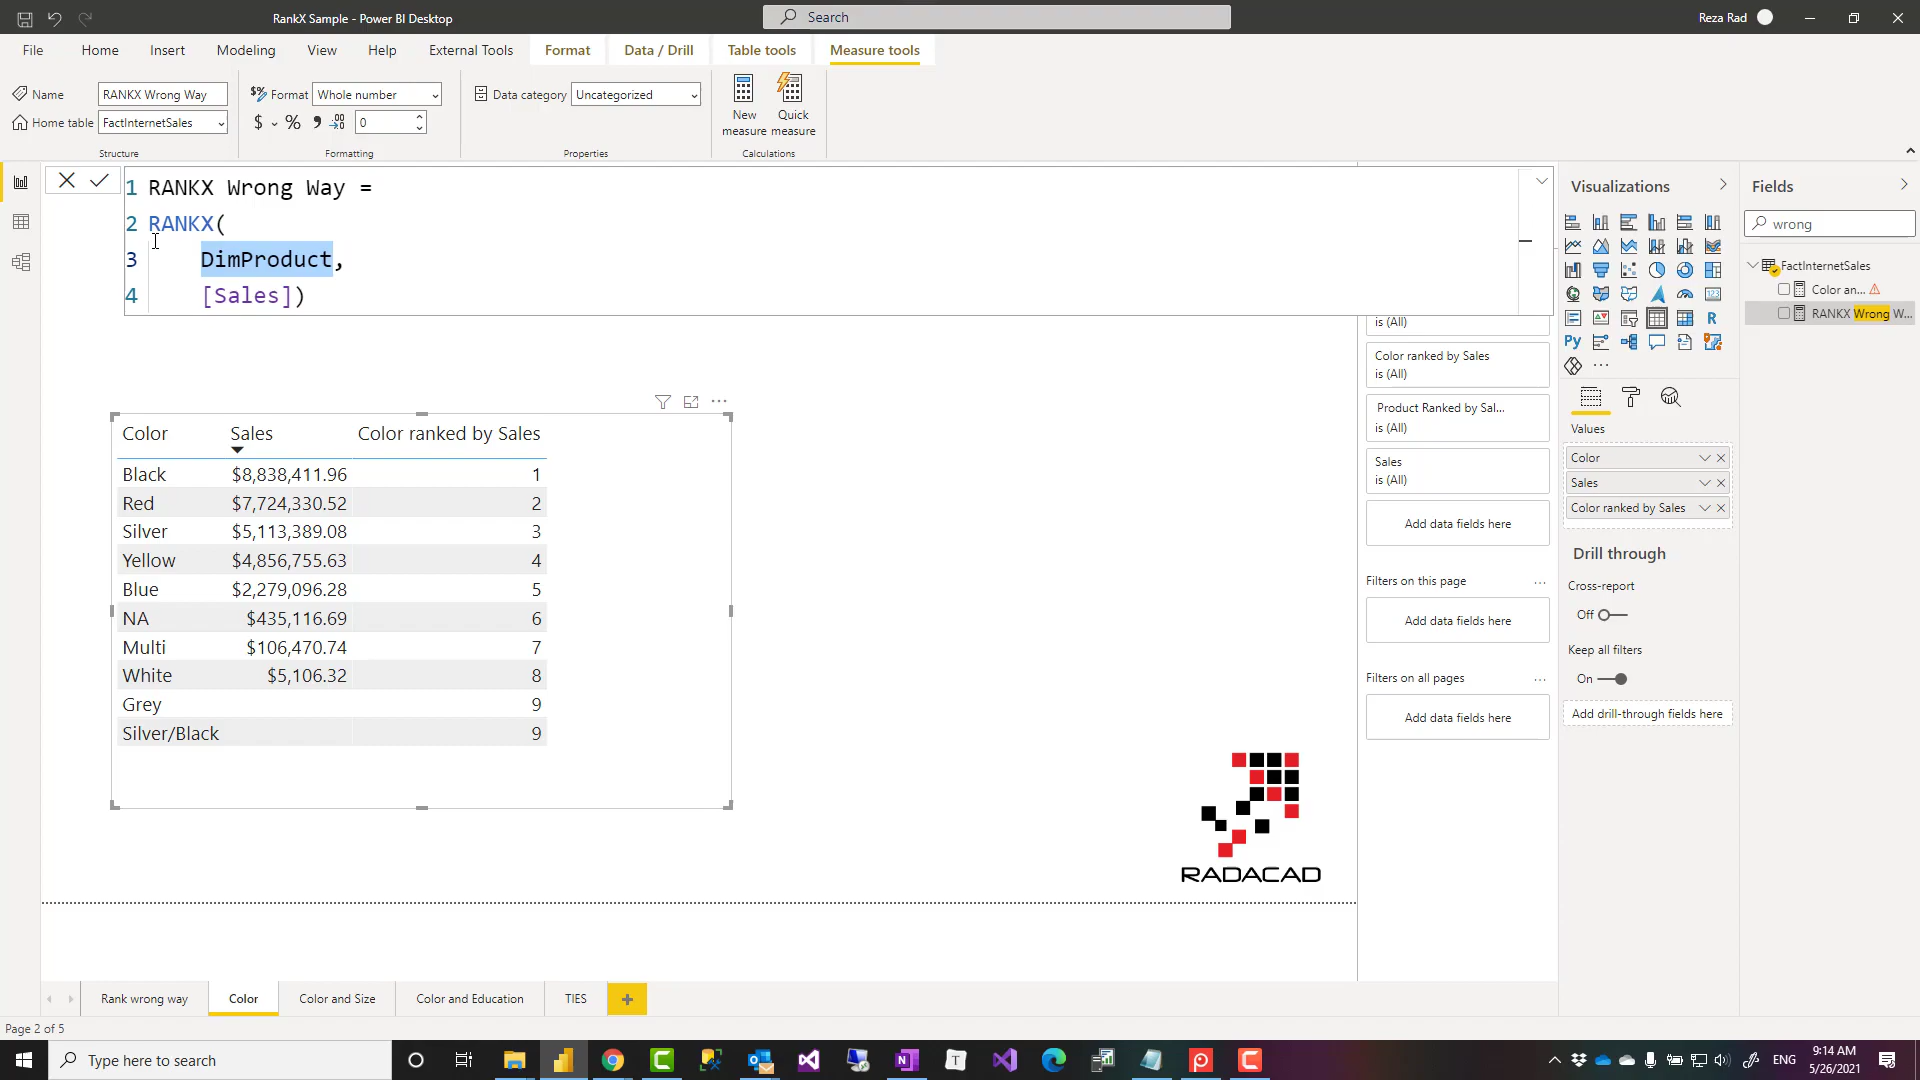 RankX Sample - Power BI Desktop
Search
Reza Rad
File Home Insert Modeling View Help External Tools Format Data / Drill Table tools Measure tools
Name RANKX Wrong Way
Home table FactInternetSales
Structure
Format Whole number
$ % 0
Formatting
Data category Uncategorized
Properties
New measure
Quick measure
Calculations
1 RANKX Wrong Way =
2 RANKX(
3 DimProduct,
4 [Sales])
Color Sales Color ranked by Sales
Black $8,838,411.96 1
Red $7,724,330.52 2
Silver $5,113,389.08 3
Yellow $4,856,755.63 4
Blue $2,279,096.28 5
NA $435,116.69 6
Multi $106,470.74 7
White $5,106.32 8
Grey 9
Silver/Black 9
RADACAD
is (All)
Color ranked by Sales
is (All)
Product Ranked by Sal...
is (All)
Sales
is (All)
Add data fields here
Filters on this page ...
Add data fields here
Filters on all pages ...
Add data fields here
Visualizations
R
Py
...
Values
Color
Sales
Color ranked by Sales
Drill through
Cross-report
Off
Keep all filters
On
Add drill-through fields here
Fields
wrong
FactInternetSales
Color an...
RANKX Wrong W...
Rank wrong way Color Color and Size Color and Education TIES +
Page 2 of 5
Type here to search
ENG
9:14 AM
5/26/2021